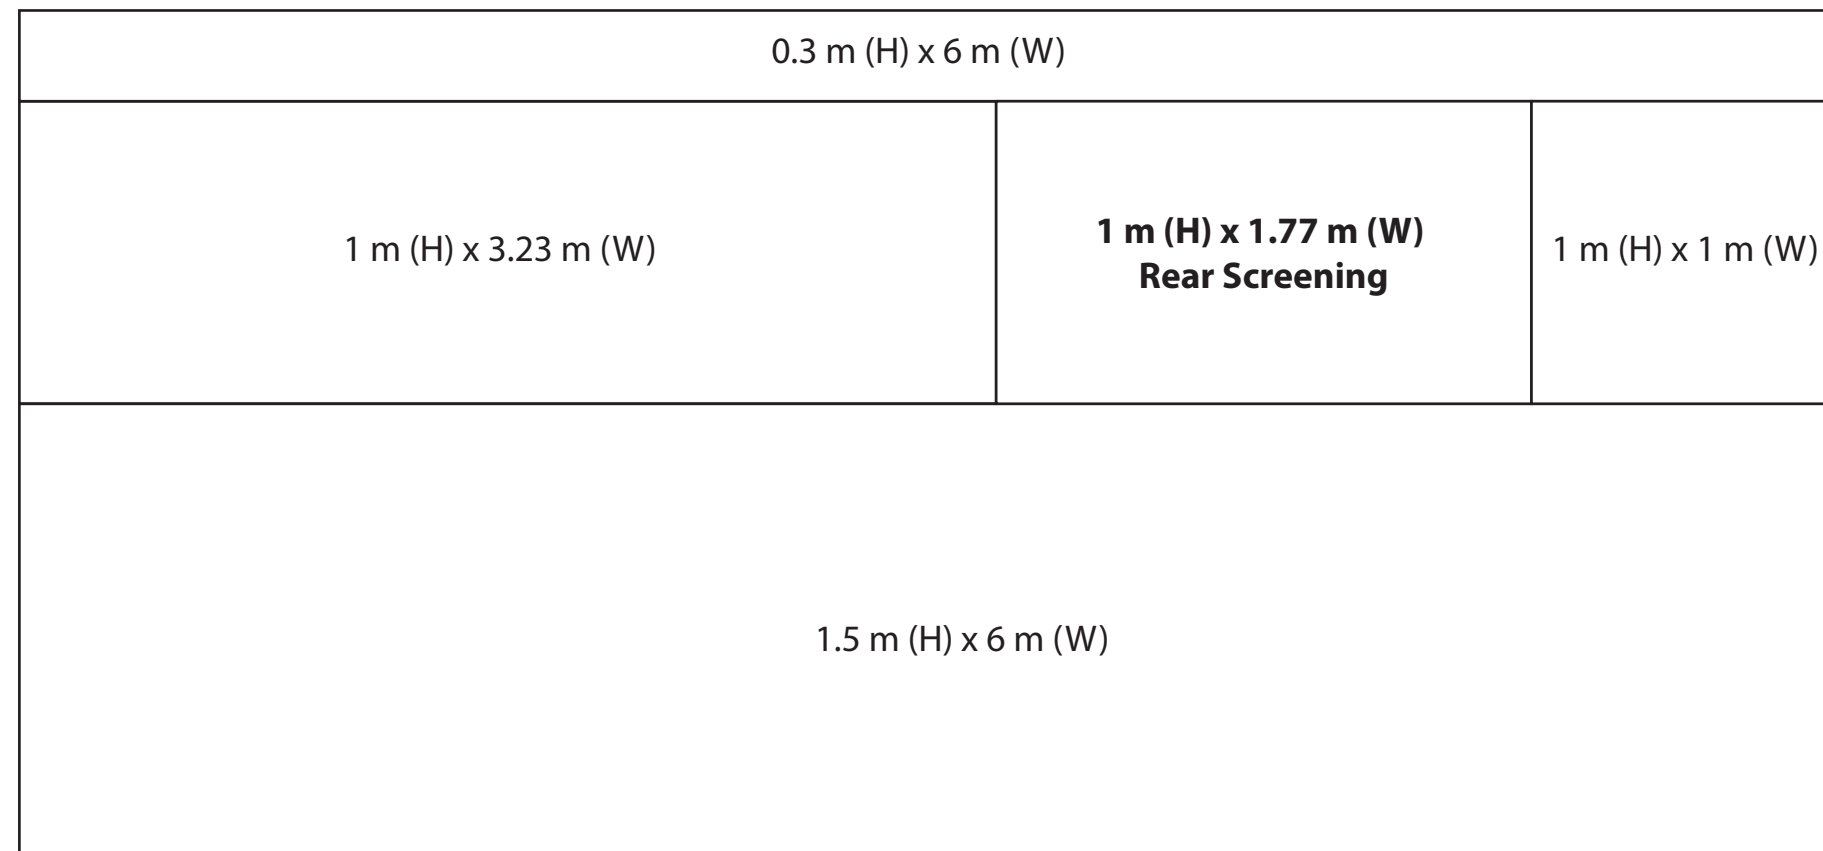 0.3 m (H) x 6 m (W)
1 m (H) x 3.23 m (W)
1 m (H) x 1.77 m (W)
Rear Screening
1 m (H) x 1 m (W)
1.5 m (H) x 6 m (W)